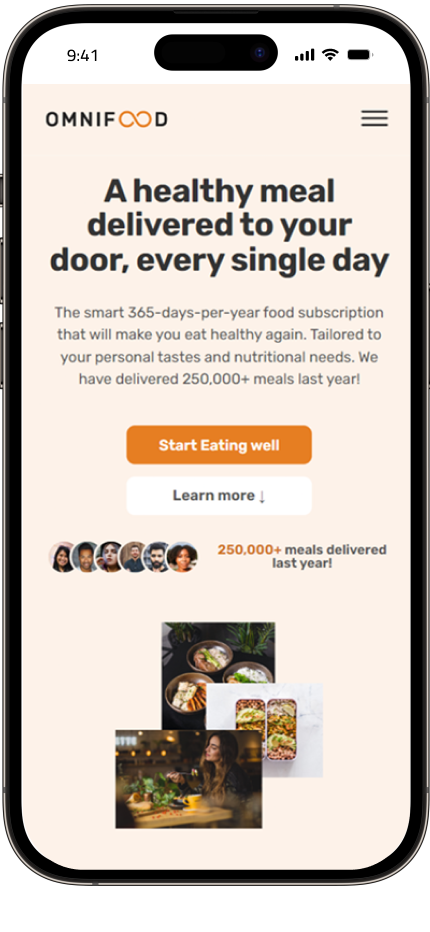 9:41
OMNIFOOD
A healthy meal
delivered to your
door, every single day
The smart 365-days-per-year food subscription
that will make you eat healthy again. Tailored to
your personal tastes and nutritional needs. We
have delivered 250,000+ meals last year!
Start Eating well
Learn more ↓
250,000+ meals delivered
last year!